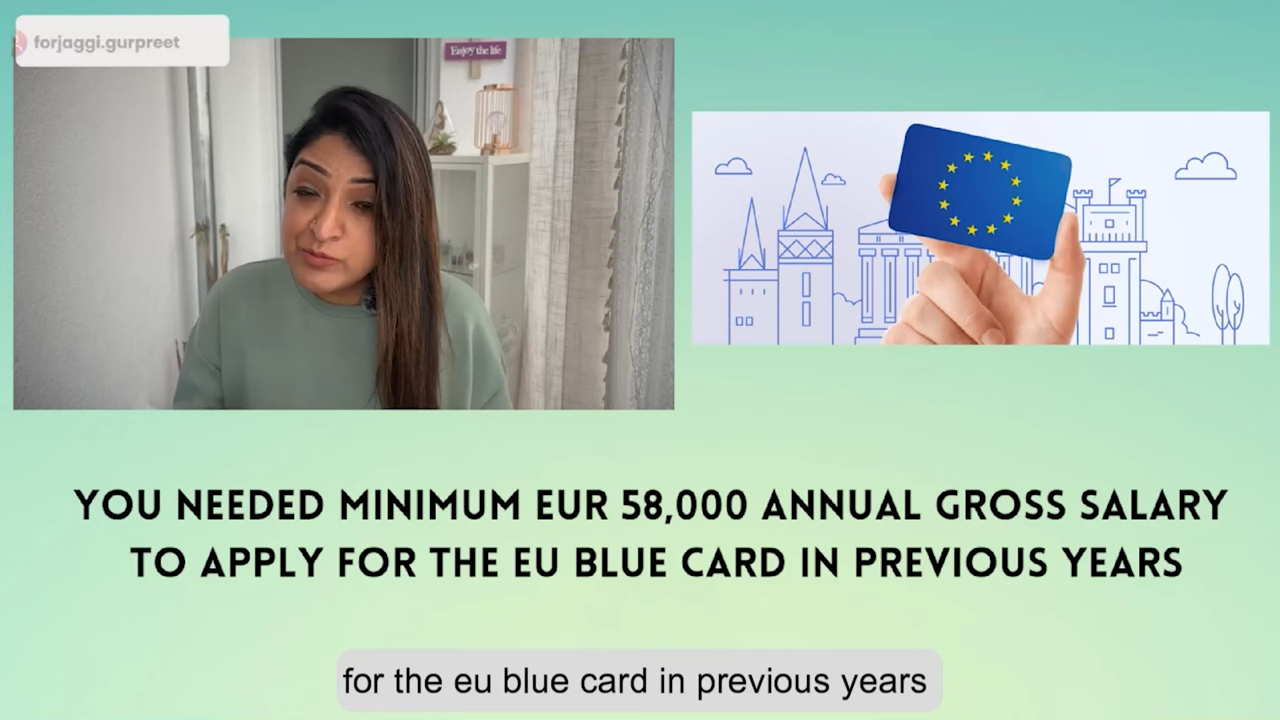 forjaggi.gurpreet
Enjoy the life
YOU NEEDED MINIMUM EUR 58,000 ANNUAL GROSS SALARY
TO APPLY FOR THE EU BLUE CARD IN PREVIOUS YEARS
for the eu blue card in previous years